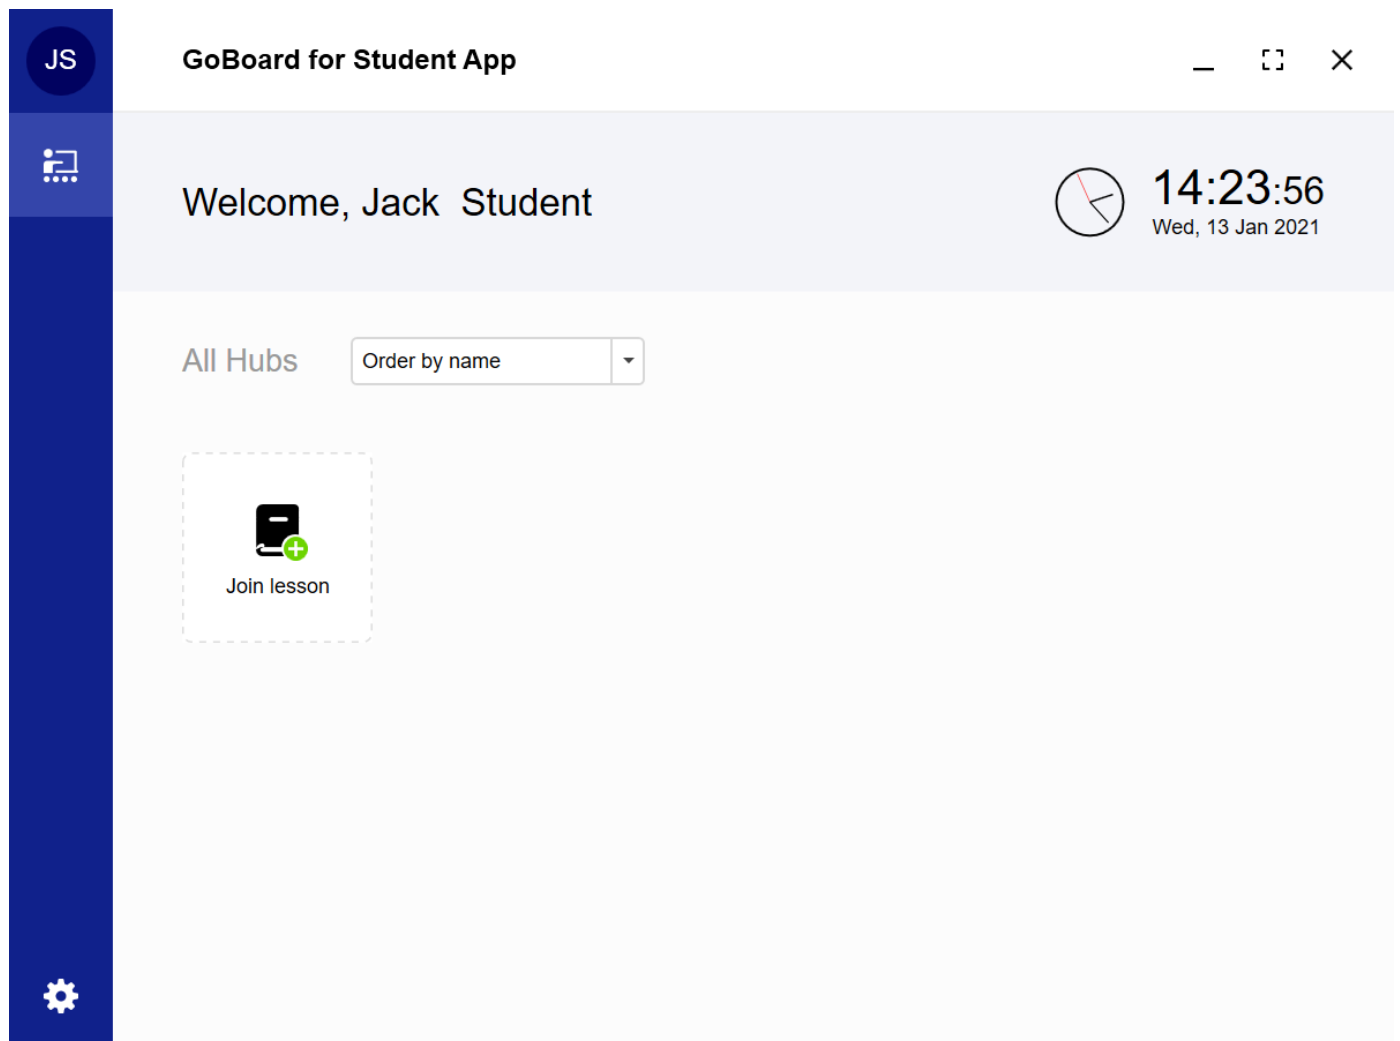 JS
GoBoard for Student App
Welcome, Jack  Student
14:23:56
Wed, 13 Jan 2021
All Hubs
Order by name
Join lesson